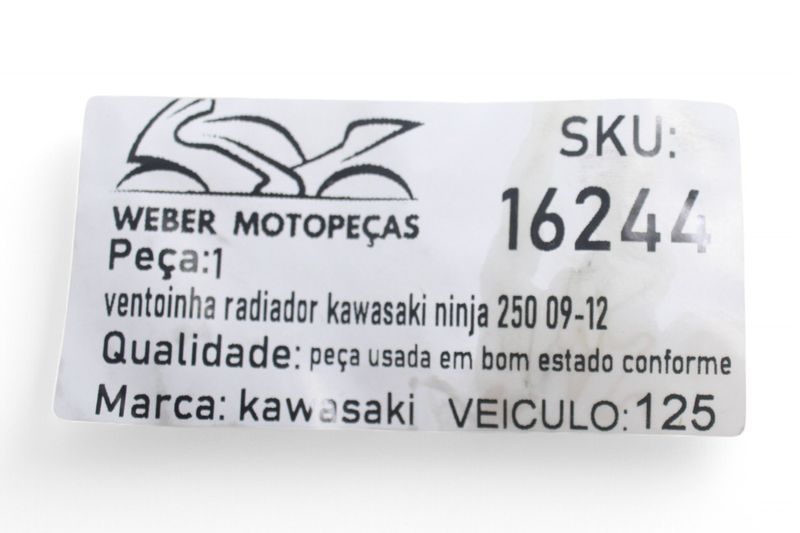 WEBER MOTOPEÇAS
SKU:
16244
Peça:1
ventoinha radiador kawasaki ninja 250 09-12
Qualidade: peça usada em bom estado conforme
Marca: kawasaki VEICULO:125